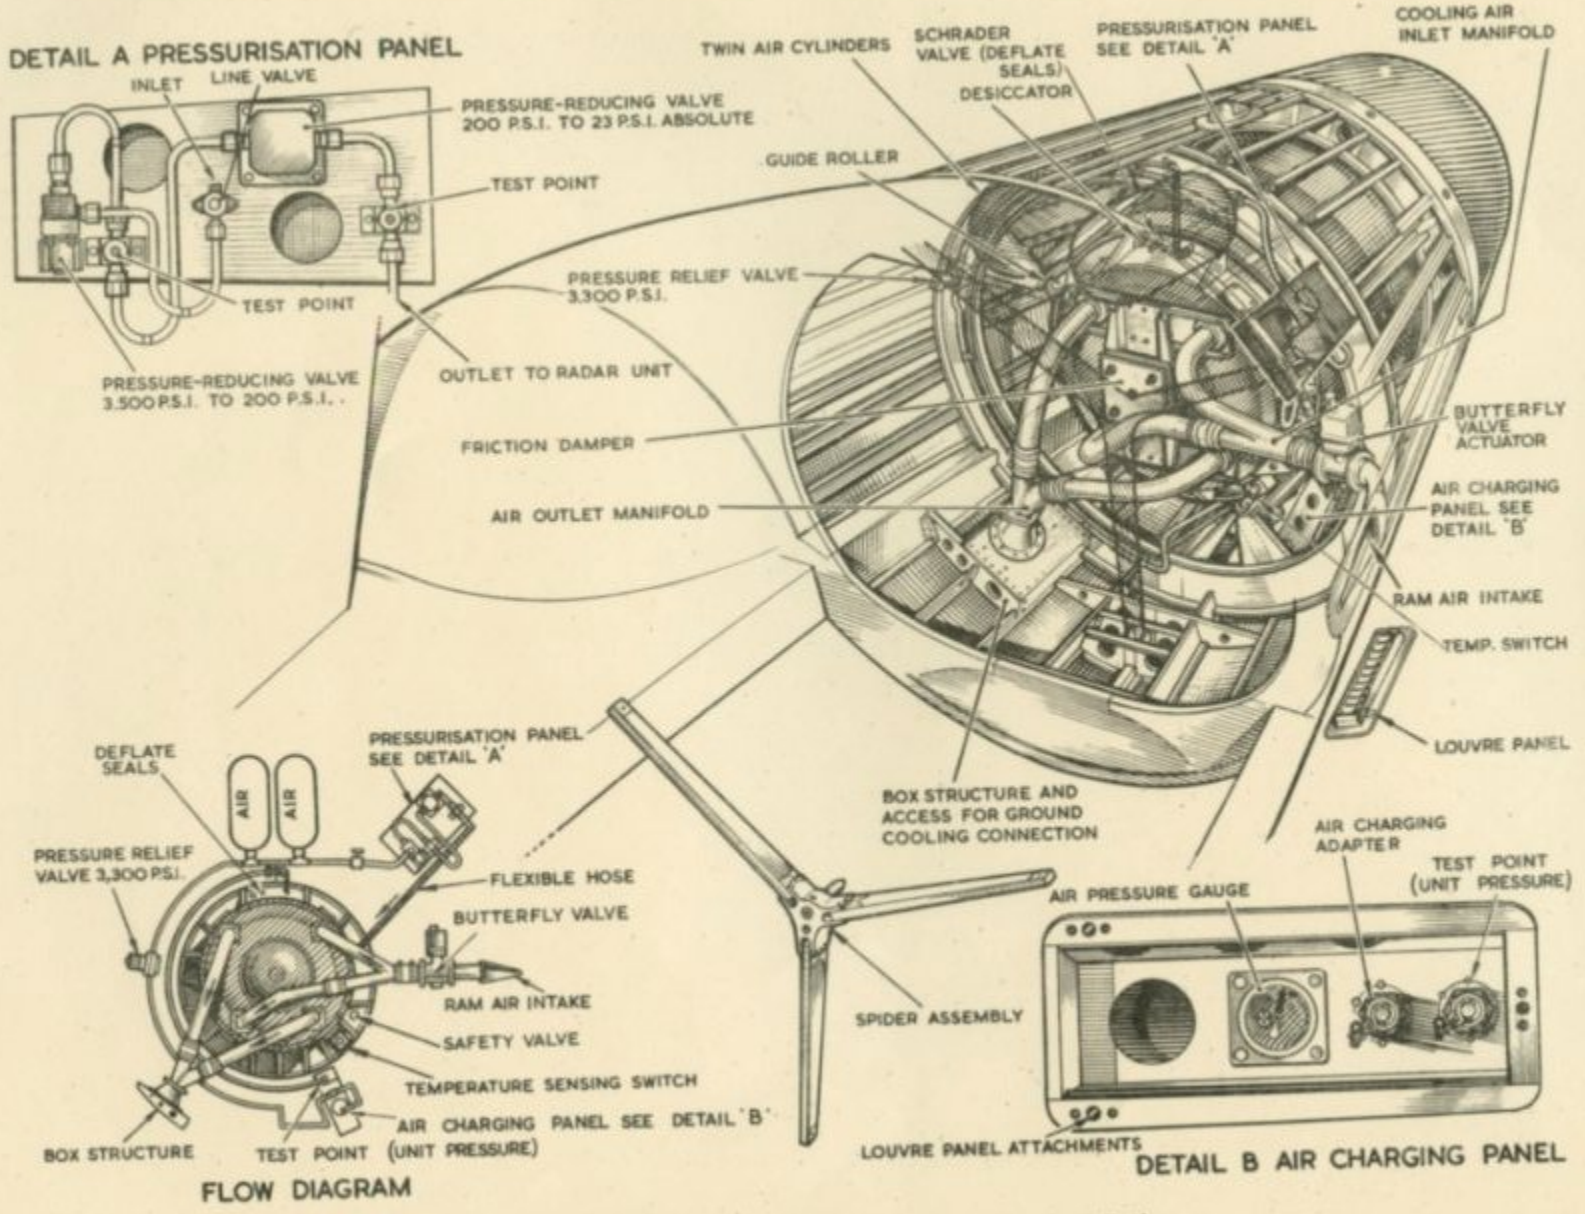 DETAIL A PRESSURISATION PANEL
INLET
LINE VALVE
PRESSURE-REDUCING VALVE
200 P.S.I. TO 23 P.S.I. ABSOLUTE
TEST POINT
TEST POINT
PRESSURE-REDUCING VALVE
3,500 P.S.I. TO 200 P.S.I.
OUTLET TO RADAR UNIT
TWIN AIR CYLINDERS
SCHRADER
VALVE (DEFLATE
SEALS)
DESICCATOR
PRESSURISATION PANEL
SEE DETAIL 'A'
COOLING AIR
INLET MANIFOLD
GUIDE ROLLER
PRESSURE RELIEF VALVE
3,300 P.S.I.
FRICTION DAMPER
AIR OUTLET MANIFOLD
BUTTERFLY
VALVE
ACTUATOR
AIR CHARGING
PANEL SEE
DETAIL 'B'
RAM AIR INTAKE
TEMP. SWITCH
LOUVRE PANEL
BOX STRUCTURE AND
ACCESS FOR GROUND
COOLING CONNECTION
SPIDER ASSEMBLY
DEFLATE
SEALS
AIR
AIR
PRESSURISATION PANEL
SEE DETAIL 'A'
PRESSURE RELIEF
VALVE 3,300 P.S.I.
FLEXIBLE HOSE
BUTTERFLY VALVE
RAM AIR INTAKE
SAFETY VALVE
TEMPERATURE SENSING SWITCH
AIR CHARGING PANEL SEE DETAIL 'B'
TEST POINT (UNIT PRESSURE)
BOX STRUCTURE
FLOW DIAGRAM
AIR CHARGING
ADAPTER
TEST POINT
(UNIT PRESSURE)
AIR PRESSURE GAUGE
LOUVRE PANEL ATTACHMENTS
DETAIL B AIR CHARGING PANEL